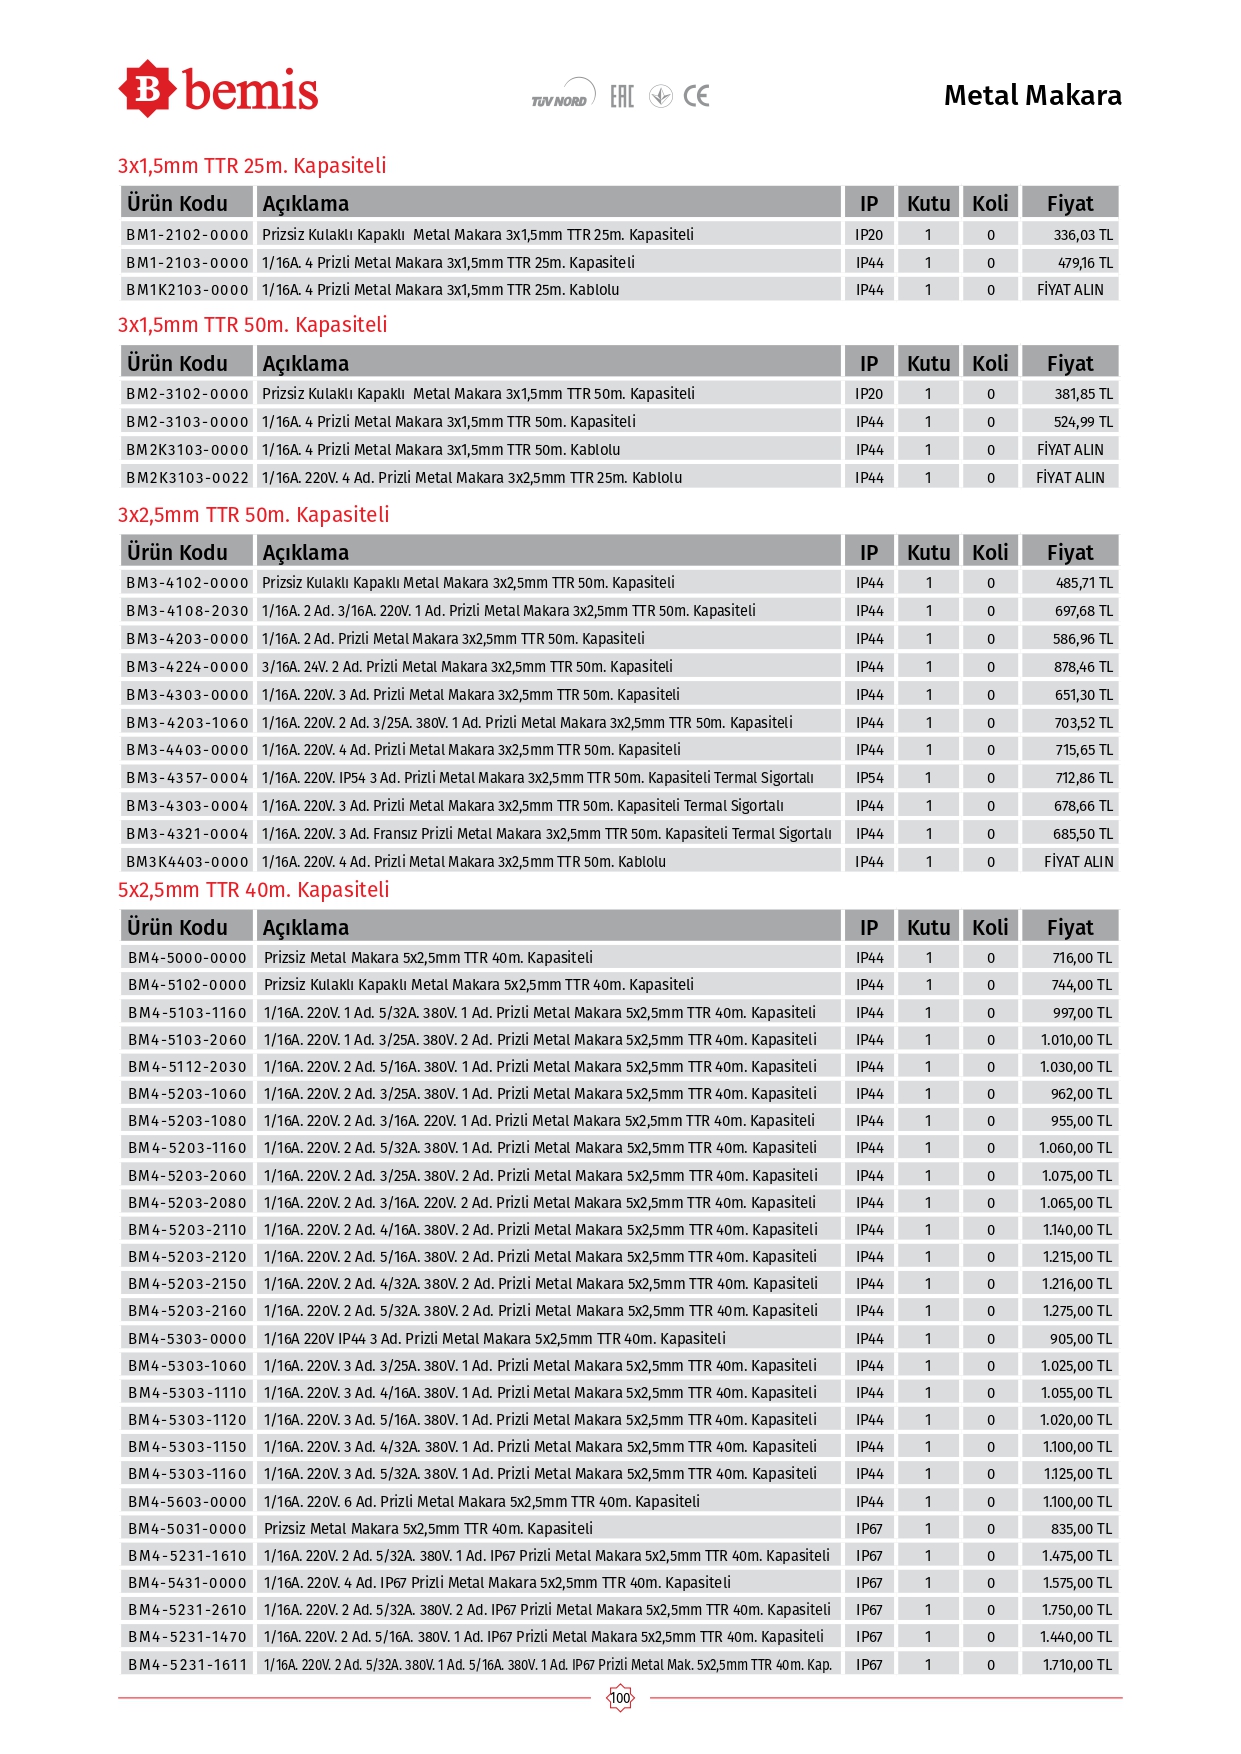 B bemis
TÜV NORD EAC CE
Metal Makara
3x1,5mm TTR 25m. Kapasiteli
Ürün Kodu Açıklama IP Kutu Koli Fiyat
BM1-2102-0000 Prizsiz Kulaklı Kapaklı Metal Makara 3x1,5mm TTR 25m. Kapasiteli IP20 1 0 336,03 TL
BM1-2103-0000 1/16A. 4 Prizli Metal Makara 3x1,5mm TTR 25m. Kapasiteli IP44 1 0 479,16 TL
BM1K2103-0000 1/16A. 4 Prizli Metal Makara 3x1,5mm TTR 25m. Kablolu IP44 1 0 FİYAT ALIN
3x1,5mm TTR 50m. Kapasiteli
Ürün Kodu Açıklama IP Kutu Koli Fiyat
BM2-3102-0000 Prizsiz Kulaklı Kapaklı Metal Makara 3x1,5mm TTR 50m. Kapasiteli IP20 1 0 381,85 TL
BM2-3103-0000 1/16A. 4 Prizli Metal Makara 3x1,5mm TTR 50m. Kapasiteli IP44 1 0 524,99 TL
BM2K3103-0000 1/16A. 4 Prizli Metal Makara 3x1,5mm TTR 50m. Kablolu IP44 1 0 FİYAT ALIN
BM2K3103-0022 1/16A. 220V. 4 Ad. Prizli Metal Makara 3x2,5mm TTR 25m. Kablolu IP44 1 0 FİYAT ALIN
3x2,5mm TTR 50m. Kapasiteli
Ürün Kodu Açıklama IP Kutu Koli Fiyat
BM3-4102-0000 Prizsiz Kulaklı Kapaklı Metal Makara 3x2,5mm TTR 50m. Kapasiteli IP44 1 0 485,71 TL
BM3-4108-2030 1/16A. 2 Ad. 3/16A. 220V. 1 Ad. Prizli Metal Makara 3x2,5mm TTR 50m. Kapasiteli IP44 1 0 697,68 TL
BM3-4203-0000 1/16A. 2 Ad. Prizli Metal Makara 3x2,5mm TTR 50m. Kapasiteli IP44 1 0 586,96 TL
BM3-4224-0000 3/16A. 24V. 2 Ad. Prizli Metal Makara 3x2,5mm TTR 50m. Kapasiteli IP44 1 0 878,46 TL
BM3-4303-0000 1/16A. 220V. 3 Ad. Prizli Metal Makara 3x2,5mm TTR 50m. Kapasiteli IP44 1 0 651,30 TL
BM3-4203-1060 1/16A. 220V. 2 Ad. 3/25A. 380V. 1 Ad. Prizli Metal Makara 3x2,5mm TTR 50m. Kapasiteli IP44 1 0 703,52 TL
BM3-4403-0000 1/16A. 220V. 4 Ad. Prizli Metal Makara 3x2,5mm TTR 50m. Kapasiteli IP44 1 0 715,65 TL
BM3-4357-0004 1/16A. 220V. IP54 3 Ad. Prizli Metal Makara 3x2,5mm TTR 50m. Kapasiteli Termal Sigortalı IP54 1 0 712,86 TL
BM3-4303-0004 1/16A. 220V. 3 Ad. Prizli Metal Makara 3x2,5mm TTR 50m. Kapasiteli Termal Sigortalı IP44 1 0 678,66 TL
BM3-4321-0004 1/16A. 220V. 3 Ad. Fransız Prizli Metal Makara 3x2,5mm TTR 50m. Kapasiteli Termal Sigortalı IP44 1 0 685,50 TL
BM3K4403-0000 1/16A. 220V. 4 Ad. Prizli Metal Makara 3x2,5mm TTR 50m. Kablolu IP44 1 0 FİYAT ALIN
5x2,5mm TTR 40m. Kapasiteli
Ürün Kodu Açıklama IP Kutu Koli Fiyat
BM4-5000-0000 Prizsiz Metal Makara 5x2,5mm TTR 40m. Kapasiteli IP44 1 0 716,00 TL
BM4-5102-0000 Prizsiz Kulaklı Kapaklı Metal Makara 5x2,5mm TTR 40m. Kapasiteli IP44 1 0 744,00 TL
BM4-5103-1160 1/16A. 220V. 1 Ad. 5/32A. 380V. 1 Ad. Prizli Metal Makara 5x2,5mm TTR 40m. Kapasiteli IP44 1 0 997,00 TL
BM4-5103-2060 1/16A. 220V. 1 Ad. 3/25A. 380V. 2 Ad. Prizli Metal Makara 5x2,5mm TTR 40m. Kapasiteli IP44 1 0 1.010,00 TL
BM4-5112-2030 1/16A. 220V. 2 Ad. 5/16A. 380V. 1 Ad. Prizli Metal Makara 5x2,5mm TTR 40m. Kapasiteli IP44 1 0 1.030,00 TL
BM4-5203-1060 1/16A. 220V. 2 Ad. 3/25A. 380V. 1 Ad. Prizli Metal Makara 5x2,5mm TTR 40m. Kapasiteli IP44 1 0 962,00 TL
BM4-5203-1080 1/16A. 220V. 2 Ad. 3/16A. 220V. 1 Ad. Prizli Metal Makara 5x2,5mm TTR 40m. Kapasiteli IP44 1 0 955,00 TL
BM4-5203-1160 1/16A. 220V. 2 Ad. 5/32A. 380V. 1 Ad. Prizli Metal Makara 5x2,5mm TTR 40m. Kapasiteli IP44 1 0 1.060,00 TL
BM4-5203-2060 1/16A. 220V. 2 Ad. 3/25A. 380V. 2 Ad. Prizli Metal Makara 5x2,5mm TTR 40m. Kapasiteli IP44 1 0 1.075,00 TL
BM4-5203-2080 1/16A. 220V. 2 Ad. 3/16A. 220V. 2 Ad. Prizli Metal Makara 5x2,5mm TTR 40m. Kapasiteli IP44 1 0 1.065,00 TL
BM4-5203-2110 1/16A. 220V. 2 Ad. 4/16A. 380V. 2 Ad. Prizli Metal Makara 5x2,5mm TTR 40m. Kapasiteli IP44 1 0 1.140,00 TL
BM4-5203-2120 1/16A. 220V. 2 Ad. 5/16A. 380V. 2 Ad. Prizli Metal Makara 5x2,5mm TTR 40m. Kapasiteli IP44 1 0 1.215,00 TL
BM4-5203-2150 1/16A. 220V. 2 Ad. 4/32A. 380V. 2 Ad. Prizli Metal Makara 5x2,5mm TTR 40m. Kapasiteli IP44 1 0 1.216,00 TL
BM4-5203-2160 1/16A. 220V. 2 Ad. 5/32A. 380V. 2 Ad. Prizli Metal Makara 5x2,5mm TTR 40m. Kapasiteli IP44 1 0 1.275,00 TL
BM4-5303-0000 1/16A 220V IP44 3 Ad. Prizli Metal Makara 5x2,5mm TTR 40m. Kapasiteli IP44 1 0 905,00 TL
BM4-5303-1060 1/16A. 220V. 3 Ad. 3/25A. 380V. 1 Ad. Prizli Metal Makara 5x2,5mm TTR 40m. Kapasiteli IP44 1 0 1.025,00 TL
BM4-5303-1110 1/16A. 220V. 3 Ad. 4/16A. 380V. 1 Ad. Prizli Metal Makara 5x2,5mm TTR 40m. Kapasiteli IP44 1 0 1.055,00 TL
BM4-5303-1120 1/16A. 220V. 3 Ad. 5/16A. 380V. 1 Ad. Prizli Metal Makara 5x2,5mm TTR 40m. Kapasiteli IP44 1 0 1.020,00 TL
BM4-5303-1150 1/16A. 220V. 3 Ad. 4/32A. 380V. 1 Ad. Prizli Metal Makara 5x2,5mm TTR 40m. Kapasiteli IP44 1 0 1.100,00 TL
BM4-5303-1160 1/16A. 220V. 3 Ad. 5/32A. 380V. 1 Ad. Prizli Metal Makara 5x2,5mm TTR 40m. Kapasiteli IP44 1 0 1.125,00 TL
BM4-5603-0000 1/16A. 220V. 6 Ad. Prizli Metal Makara 5x2,5mm TTR 40m. Kapasiteli IP44 1 0 1.100,00 TL
BM4-5031-0000 Prizsiz Metal Makara 5x2,5mm TTR 40m. Kapasiteli IP67 1 0 835,00 TL
BM4-5231-1610 1/16A. 220V. 2 Ad. 5/32A. 380V. 1 Ad. IP67 Prizli Metal Makara 5x2,5mm TTR 40m. Kapasiteli IP67 1 0 1.475,00 TL
BM4-5431-0000 1/16A. 220V. 4 Ad. IP67 Prizli Metal Makara 5x2,5mm TTR 40m. Kapasiteli IP67 1 0 1.575,00 TL
BM4-5231-2610 1/16A. 220V. 2 Ad. 5/32A. 380V. 2 Ad. IP67 Prizli Metal Makara 5x2,5mm TTR 40m. Kapasiteli IP67 1 0 1.750,00 TL
BM4-5231-1470 1/16A. 220V. 2 Ad. 5/16A. 380V. 1 Ad. IP67 Prizli Metal Makara 5x2,5mm TTR 40m. Kapasiteli IP67 1 0 1.440,00 TL
BM4-5231-1611 1/16A. 220V. 2 Ad. 5/32A. 380V. 1 Ad. 5/16A. 380V. 1 Ad. IP67 Prizli Metal Mak. 5x2,5mm TTR 40m. Kap. IP67 1 0 1.710,00 TL
100